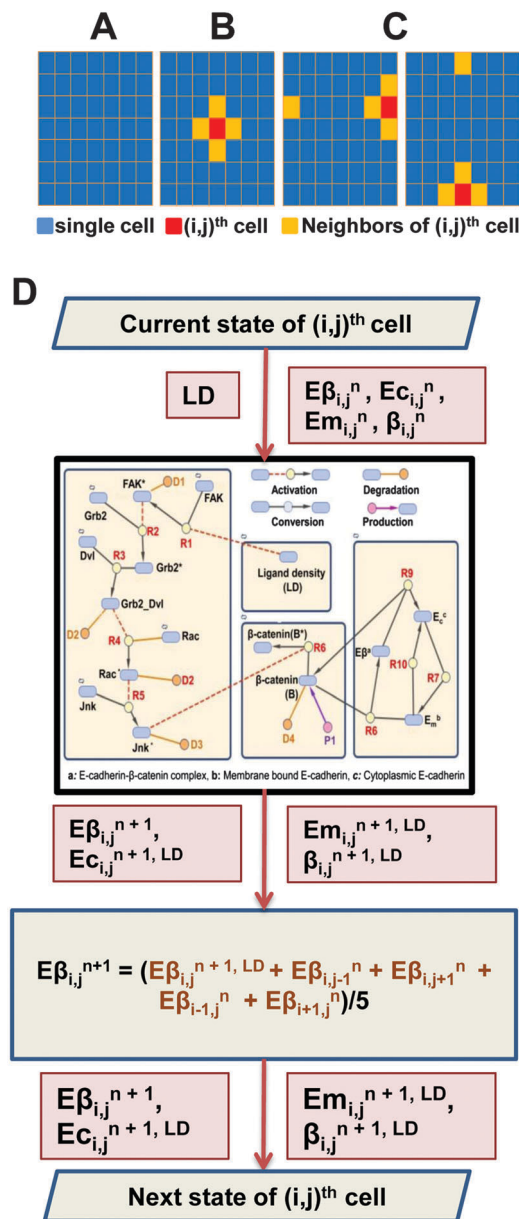 A
B
C
single cell
(i,j)th cell
Neighbors of (i,j)th cell
D
Current state of (i,j)th cell
LD
Eβi,jn , Eci,jn ,
Emi,jn , βi,jn
FAK*
D1
FAK
Grb2
R2
R1
Dvl
R3
Grb2*
Grb2_Dvl
D2
R4
Rac
Rac*
D2
R5
Jnk
Jnk*
D3
Activation
Degradation
Conversion
Production
Ligand density
(LD)
β-catenin(B*)
R6
β-catenin
(B)
D4
P1
R9
Ecc
Eβa
R10
R7
R6
Emb
a: E-cadherin-β-catenin complex, b: Membrane bound E-cadherin, c: Cytoplasmic E-cadherin
Eβi,jn + 1,
Eci,jn + 1, LD
Emi,jn + 1, LD,
βi,jn + 1, LD
Eβi,jn+1 = (Eβi,jn + 1, LD + Eβi,j-1n + Eβi,j+1n +
Eβi-1,jn + Eβi+1,jn)/5
Eβi,jn + 1,
Eci,jn + 1, LD
Emi,jn + 1, LD,
βi,jn + 1, LD
Next state of (i,j)th cell